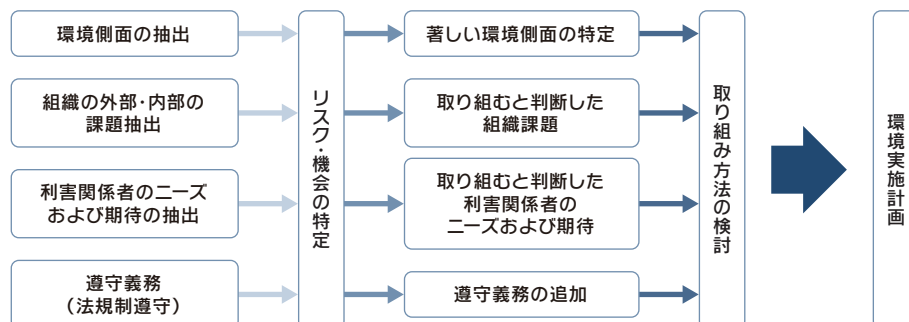 環境側面の抽出
組織の外部・内部の
課題抽出
利害関係者のニーズ
および期待の抽出
遵守義務
（法規制遵守）
リスク・機会の特定
著しい環境側面の特定
取り組むと判断した
組織課題
取り組むと判断した
利害関係者の
ニーズおよび期待
遵守義務の追加
取り組み方法の検討
環境実施計画